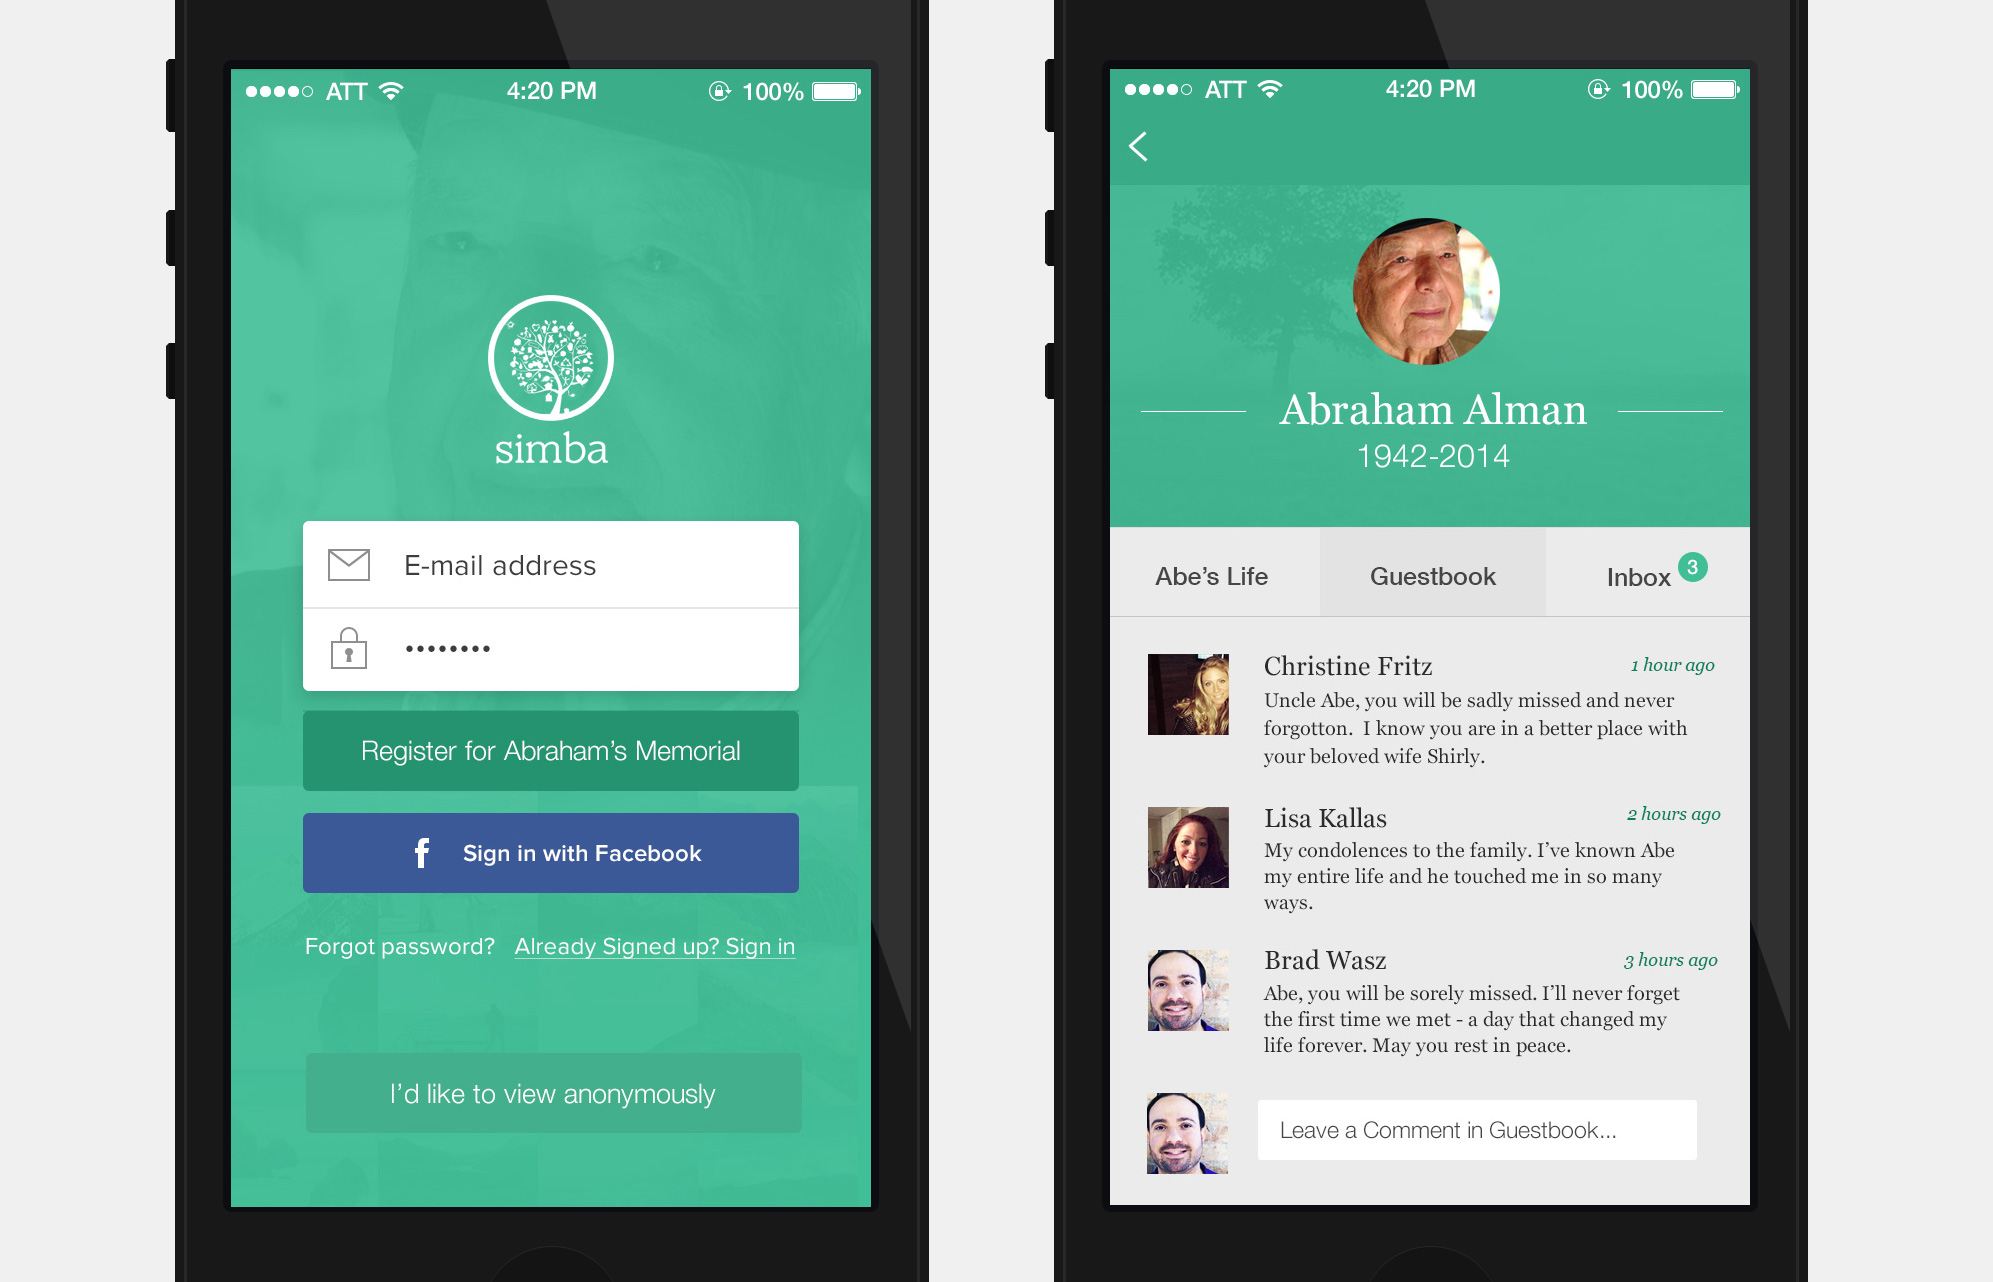 ATT 4:20 PM 100%
simba
E-mail address
••••••••
Register for Abraham’s Memorial
f Sign in with Facebook
Forgot password? Already Signed up? Sign in
I’d like to view anonymously
ATT 4:20 PM 100%
Abraham Alman
1942-2014
Abe’s Life Guestbook Inbox 3
Christine Fritz 1 hour ago
Uncle Abe, you will be sadly missed and never
forgotton.  I know you are in a better place with
your beloved wife Shirly.
Lisa Kallas 2 hours ago
My condolences to the family. I’ve known Abe
my entire life and he touched me in so many
ways.
Brad Wasz 3 hours ago
Abe, you will be sorely missed. I’ll never forget
the first time we met - a day that changed my
life forever. May you rest in peace.
Leave a Comment in Guestbook...